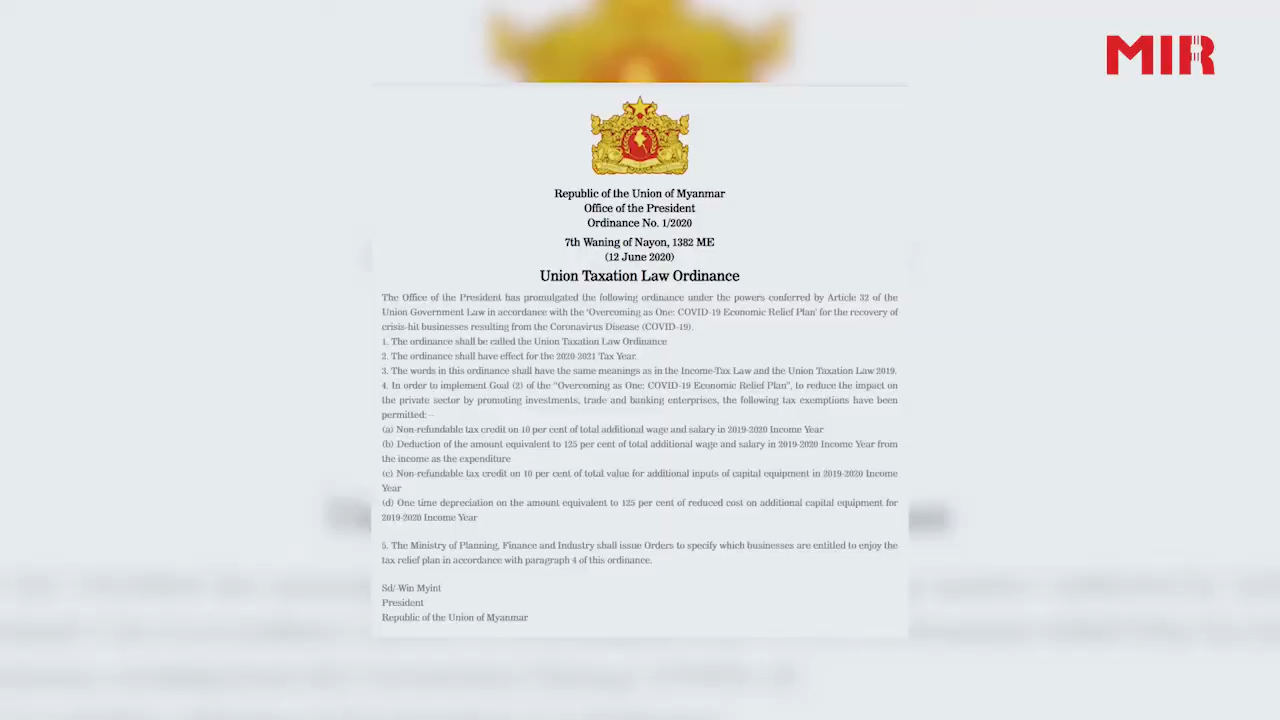 MIR
Republic of the Union of Myanmar
Office of the President
Ordinance No. 1/2020
7th Waning of Nayon, 1382 ME
(12 June 2020)
Union Taxation Law Ordinance
The Office of the President has promulgated the following ordinance under the powers conferred by Article 32 of the
Union Government Law in accordance with the 'Overcoming as One: COVID-19 Economic Relief Plan' for the recovery of
crisis-hit businesses resulting from the Coronavirus Disease (COVID-19).
1. The ordinance shall be called the Union Taxation Law Ordinance
2. The ordinance shall have effect for the 2020-2021 Tax Year.
3. The words in this ordinance shall have the same meanings as in the Income-Tax Law and the Union Taxation Law 2019.
4. In order to implement Goal (2) of the "Overcoming as One: COVID-19 Economic Relief Plan", to reduce the impact on
the private sector by promoting investments, trade and banking enterprises, the following tax exemptions have been
permitted: –
(a) Non-refundable tax credit on 10 per cent of total additional wage and salary in 2019-2020 Income Year
(b) Deduction of the amount equivalent to 125 per cent of total additional wage and salary in 2019-2020 Income Year from
the income as the expenditure
(c) Non-refundable tax credit on 10 per cent of total value for additional inputs of capital equipment in 2019-2020 Income
Year
(d) One time depreciation on the amount equivalent to 125 per cent of reduced cost on additional capital equipment for
2019-2020 Income Year
5. The Ministry of Planning, Finance and Industry shall issue Orders to specify which businesses are entitled to enjoy the
tax relief plan in accordance with paragraph 4 of this ordinance.
Sd/-Win Myint
President
Republic of the Union of Myanmar